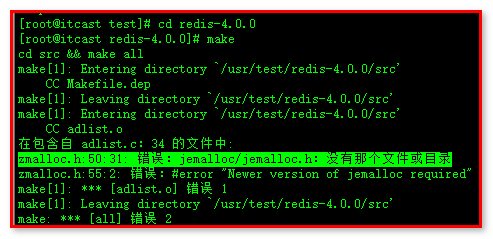 [root@itcast test]# cd redis-4.0.0
[root@itcast redis-4.0.0]# make
cd src && make all
make[1]: Entering directory `/usr/test/redis-4.0.0/src'
    CC Makefile.dep
make[1]: Leaving directory `/usr/test/redis-4.0.0/src'
make[1]: Entering directory `/usr/test/redis-4.0.0/src'
    CC adlist.o
在包含自 adlist.c：34 的文件中:
zmalloc.h:50:31: 错误：jemalloc/jemalloc.h：没有那个文件或目录
zmalloc.h:55:2: 错误：#error "Newer version of jemalloc required"
make[1]: *** [adlist.o] 错误 1
make[1]: Leaving directory `/usr/test/redis-4.0.0/src'
make: *** [all] 错误 2